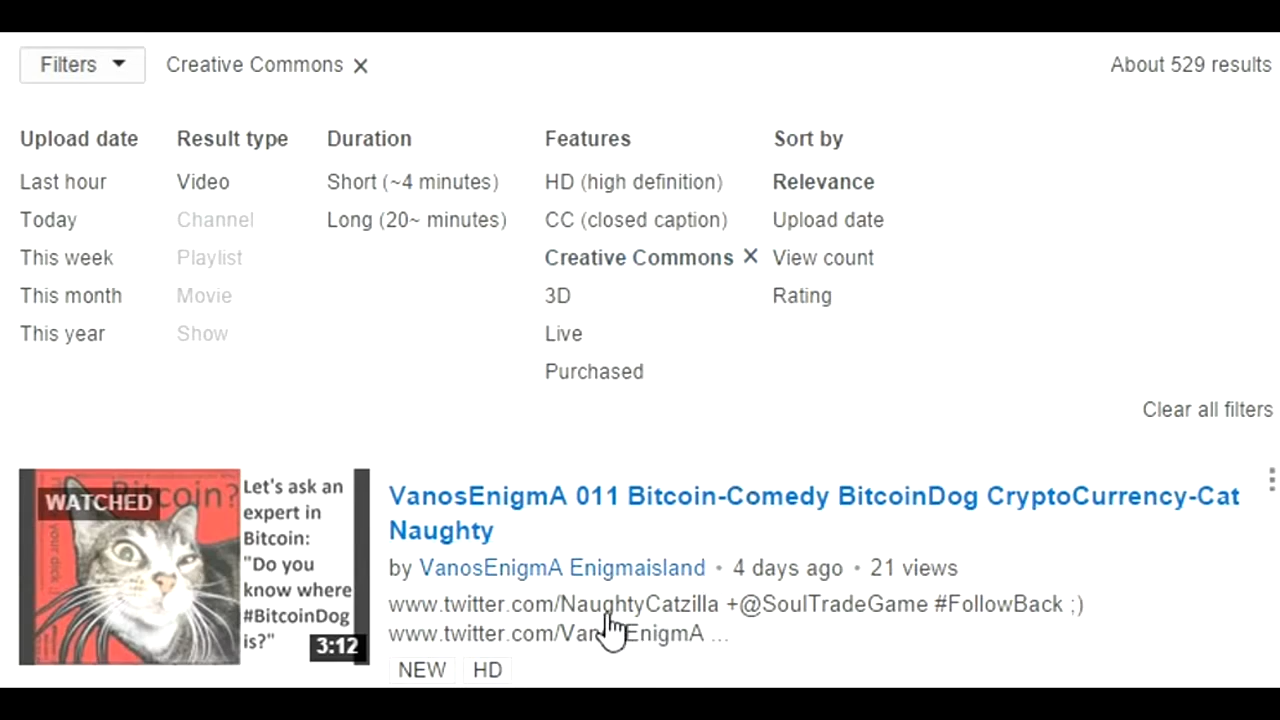 Filters Creative Commons × About 529 results
Upload date Result type Duration Features Sort by
Last hour Video Short (~4 minutes) HD (high definition) Relevance
Today Channel Long (20~ minutes) CC (closed caption) Upload date
This week Playlist Creative Commons × View count
This month Movie 3D Rating
This year Show Live
Purchased
Clear all filters
WATCHED
Bitcoin?
Let's ask an
expert in
Bitcoin:
"Do you
know where
#BitcoinDog
is?"
3:12
VanosEnigmA 011 Bitcoin-Comedy BitcoinDog CryptoCurrency-Cat
Naughty
by VanosEnigmA Enigmaisland • 4 days ago • 21 views
www.twitter.com/NaughtyCatzilla +@SoulTradeGame #FollowBack ;)
www.twitter.com/VanosEnigmA ...
NEW HD